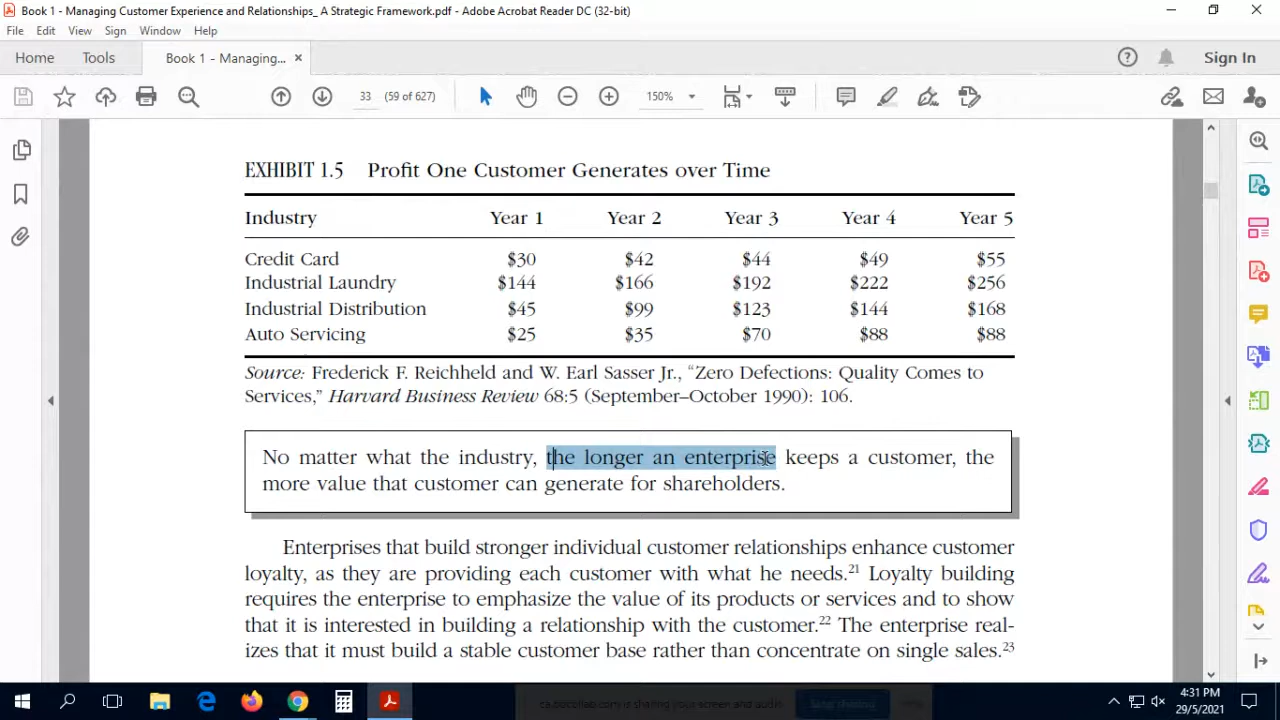 Book 1 - Managing Customer Experience and Relationships_ A Strategic Framework.pdf - Adobe Acrobat Reader DC (32-bit)
File Edit View Sign Window Help
Home Tools Book 1 - Managing... × Sign In
33 (59 of 627) 150%
EXHIBIT 1.5 Profit One Customer Generates over Time
Industry Year 1 Year 2 Year 3 Year 4 Year 5
Credit Card $30 $42 $44 $49 $55
Industrial Laundry $144 $166 $192 $222 $256
Industrial Distribution $45 $99 $123 $144 $168
Auto Servicing $25 $35 $70 $88 $88
Source: Frederick F. Reichheld and W. Earl Sasser Jr., “Zero Defections: Quality Comes to
Services,” Harvard Business Review 68:5 (September–October 1990): 106.
No matter what the industry, the longer an enterprise keeps a customer, the
more value that customer can generate for shareholders.
Enterprises that build stronger individual customer relationships enhance customer
loyalty, as they are providing each customer with what he needs.21 Loyalty building
requires the enterprise to emphasize the value of its products or services and to show
that it is interested in building a relationship with the customer.22 The enterprise real-
izes that it must build a stable customer base rather than concentrate on single sales.23
is sharing your screen and audio. Stop sharing
4:31 PM
29/5/2021